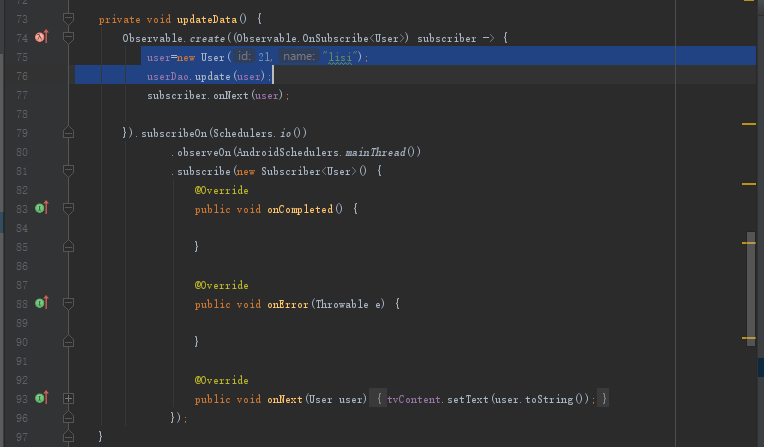 73 private void updateData() {
74 Observable.create((Observable.OnSubscribe<User>) subscriber -> {
75 user=new User( id: 21, name: "lisi");
76 userDao.update(user);
77 subscriber.onNext(user);
78
79 }).subscribeOn(Schedulers.io())
80 .observeOn(AndroidSchedulers.mainThread())
81 .subscribe(new Subscriber<User>() {
82 @Override
83 public void onCompleted() {
84
85 }
86
87 @Override
88 public void onError(Throwable e) {
89
90 }
91
92 @Override
93 public void onNext(User user) { tvContent.setText(user.toString()); }
96 });
97 }